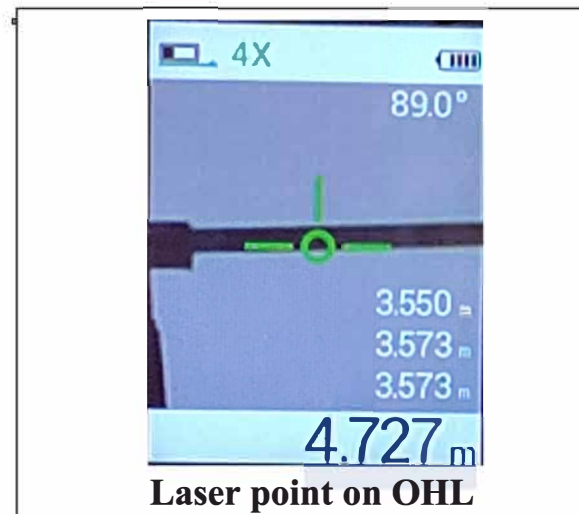 4X
89.0°
3.550 m
3.573 m
3.573 m
4.727 m
Laser point on OHL